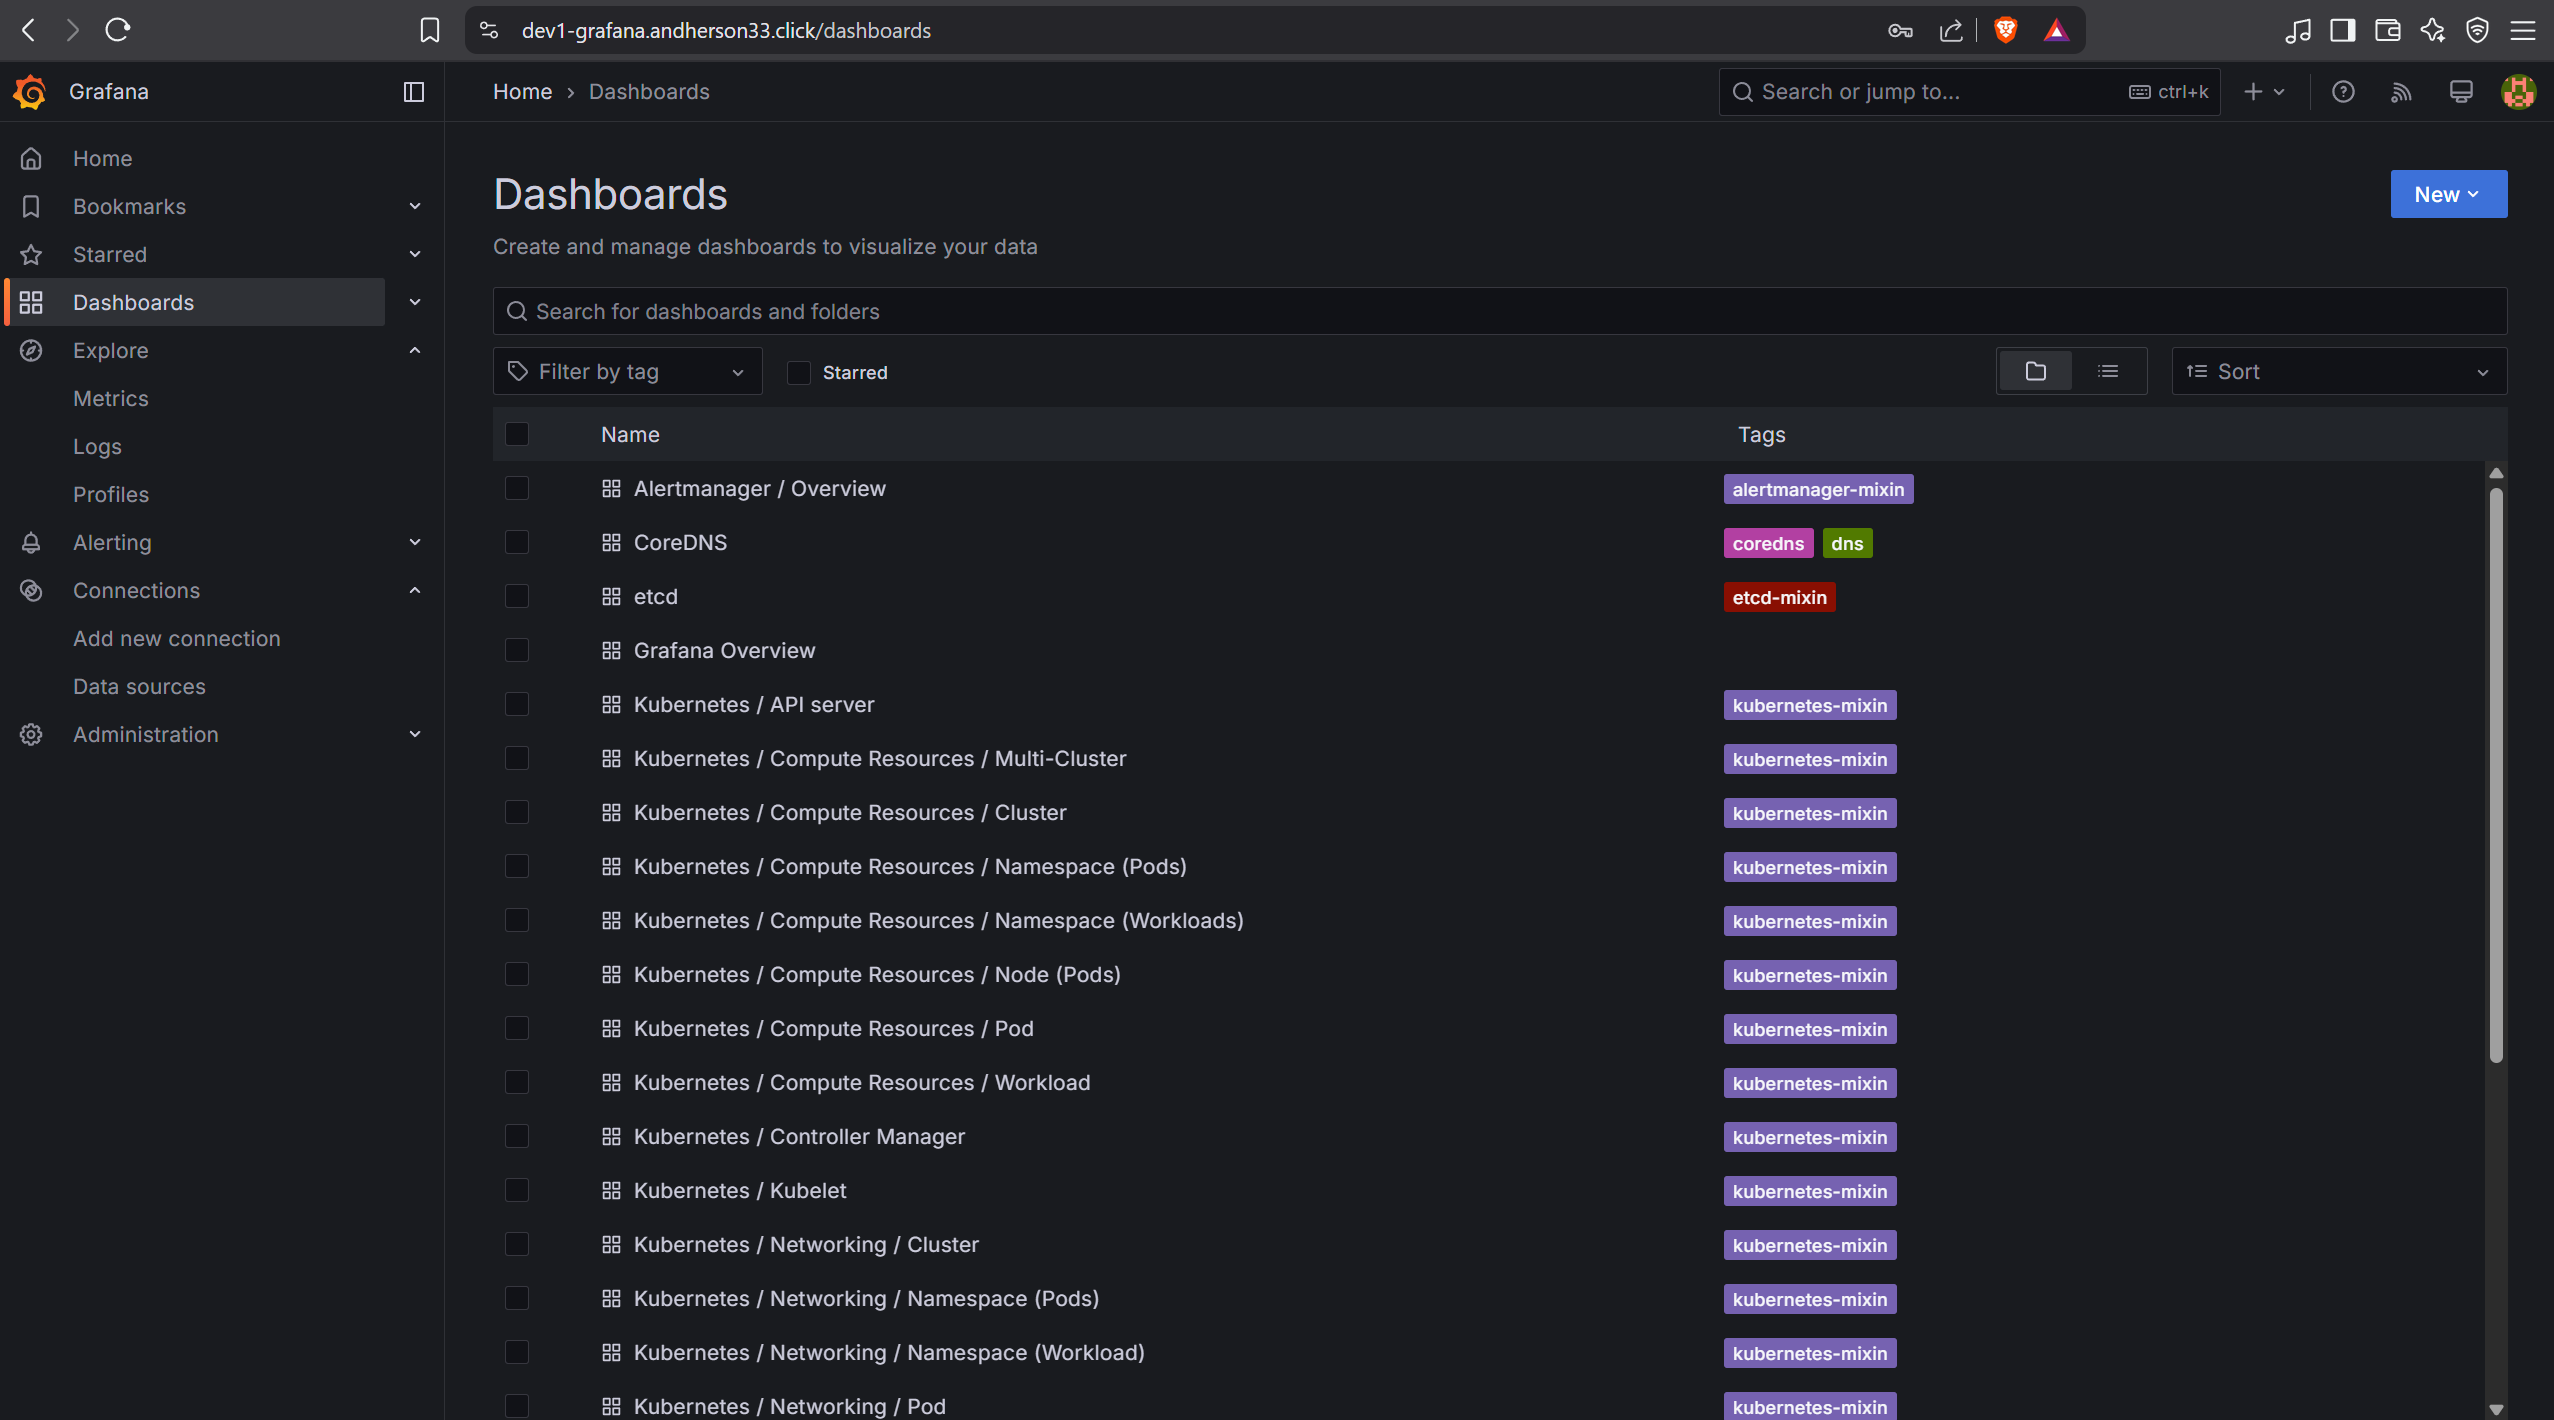 dev1-grafana.andherson33.click/dashboards
Grafana
Home › Dashboards
Search or jump to...
ctrl+k
Home
Bookmarks
Starred
Dashboards
Explore
Metrics
Logs
Profiles
Alerting
Connections
Add new connection
Data sources
Administration
Dashboards
New
Create and manage dashboards to visualize your data
Search for dashboards and folders
Filter by tag
Starred
Sort
Name Tags
Alertmanager / Overview alertmanager-mixin
CoreDNS coredns dns
etcd etcd-mixin
Grafana Overview
Kubernetes / API server kubernetes-mixin
Kubernetes / Compute Resources / Multi-Cluster kubernetes-mixin
Kubernetes / Compute Resources / Cluster kubernetes-mixin
Kubernetes / Compute Resources / Namespace (Pods) kubernetes-mixin
Kubernetes / Compute Resources / Namespace (Workloads) kubernetes-mixin
Kubernetes / Compute Resources / Node (Pods) kubernetes-mixin
Kubernetes / Compute Resources / Pod kubernetes-mixin
Kubernetes / Compute Resources / Workload kubernetes-mixin
Kubernetes / Controller Manager kubernetes-mixin
Kubernetes / Kubelet kubernetes-mixin
Kubernetes / Networking / Cluster kubernetes-mixin
Kubernetes / Networking / Namespace (Pods) kubernetes-mixin
Kubernetes / Networking / Namespace (Workload) kubernetes-mixin
Kubernetes / Networking / Pod kubernetes-mixin